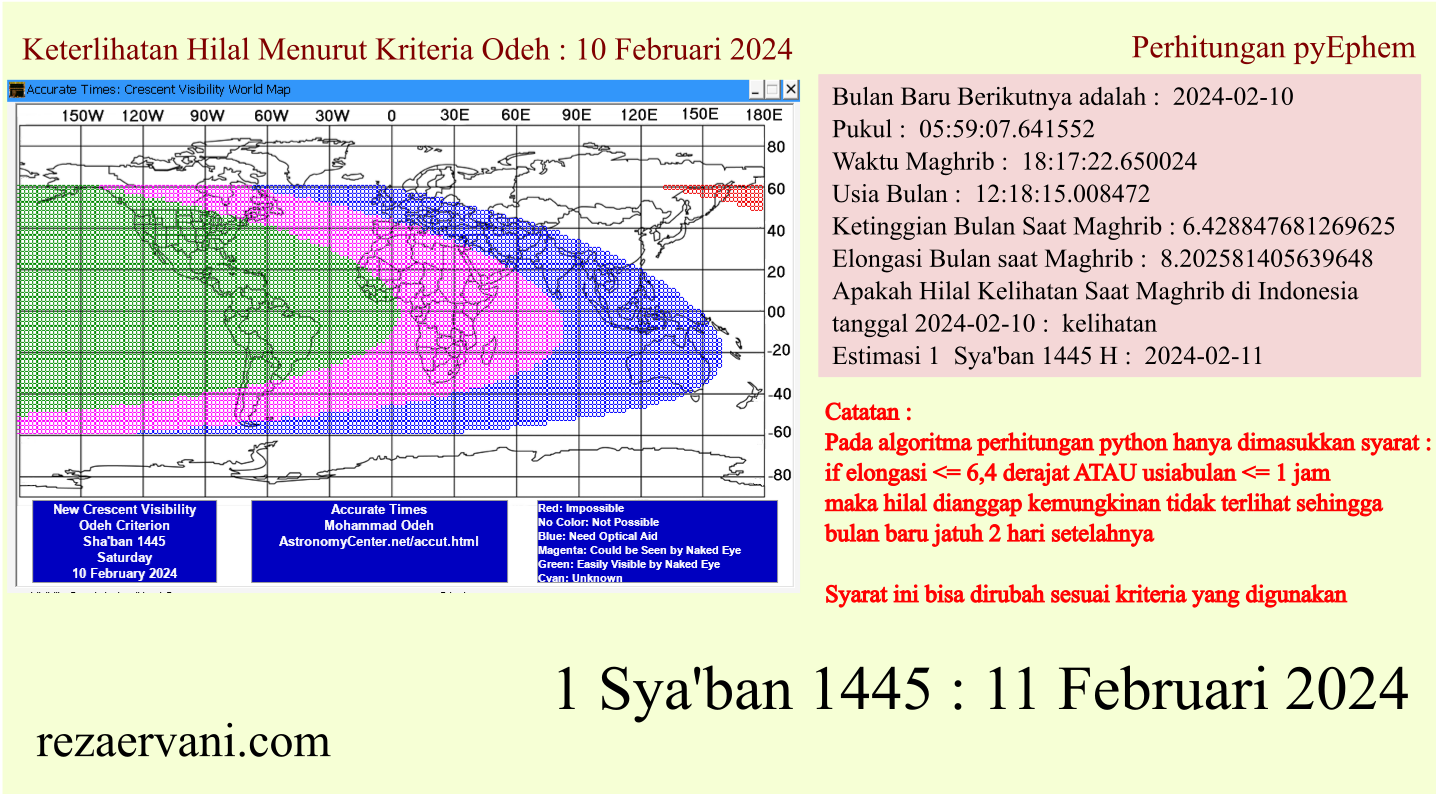 Keterlihatan Hilal Menurut Kriteria Odeh : 10 Februari 2024
Accurate Times: Crescent Visibility World Map
150W 120W 90W 60W 30W 0 30E 60E 90E 120E 150E 180E
80
60
40
20
00
-20
-40
-60
-80
New Crescent Visibility
Odeh Criterion
Sha'ban 1445
Saturday
10 February 2024
Accurate Times
Mohammad Odeh
AstronomyCenter.net/accut.html
Red: Impossible
No Color: Not Possible
Blue: Need Optical Aid
Magenta: Could be Seen by Naked Eye
Green: Easily Visible by Naked Eye
Cyan: Unknown
Perhitungan pyEphem
Bulan Baru Berikutnya adalah : 2024-02-10
Pukul : 05:59:07.641552
Waktu Maghrib : 18:17:22.650024
Usia Bulan : 12:18:15.008472
Ketinggian Bulan Saat Maghrib : 6.428847681269625
Elongasi Bulan saat Maghrib : 8.202581405639648
Apakah Hilal Kelihatan Saat Maghrib di Indonesia
tanggal 2024-02-10 : kelihatan
Estimasi 1 Sya'ban 1445 H : 2024-02-11
Catatan :
Pada algoritma perhitungan python hanya dimasukkan syarat :
if elongasi <= 6,4 derajat ATAU usiabulan <= 1 jam
maka hilal dianggap kemungkinan tidak terlihat sehingga
bulan baru jatuh 2 hari setelahnya
Syarat ini bisa dirubah sesuai kriteria yang digunakan
1 Sya'ban 1445 : 11 Februari 2024
rezaervani.com